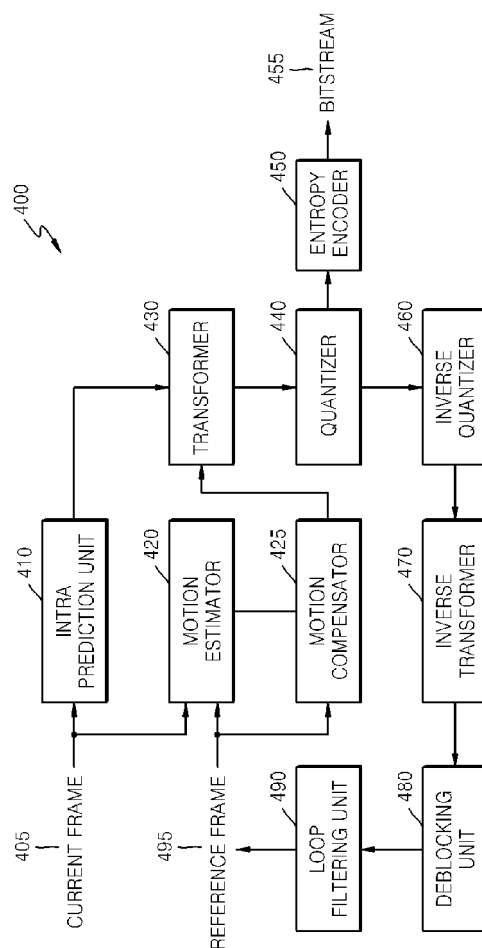 400
405
CURRENT FRAME
410
INTRA
PREDICTION UNIT
430
TRANSFORMER
495
REFERENCE FRAME
420
MOTION
ESTIMATOR
440
QUANTIZER
450
ENTROPY
ENCODER
455
BITSTREAM
490
LOOP
FILTERING UNIT
425
MOTION
COMPENSATOR
480
DEBLOCKING
UNIT
470
INVERSE
TRANSFORMER
460
INVERSE
QUANTIZER